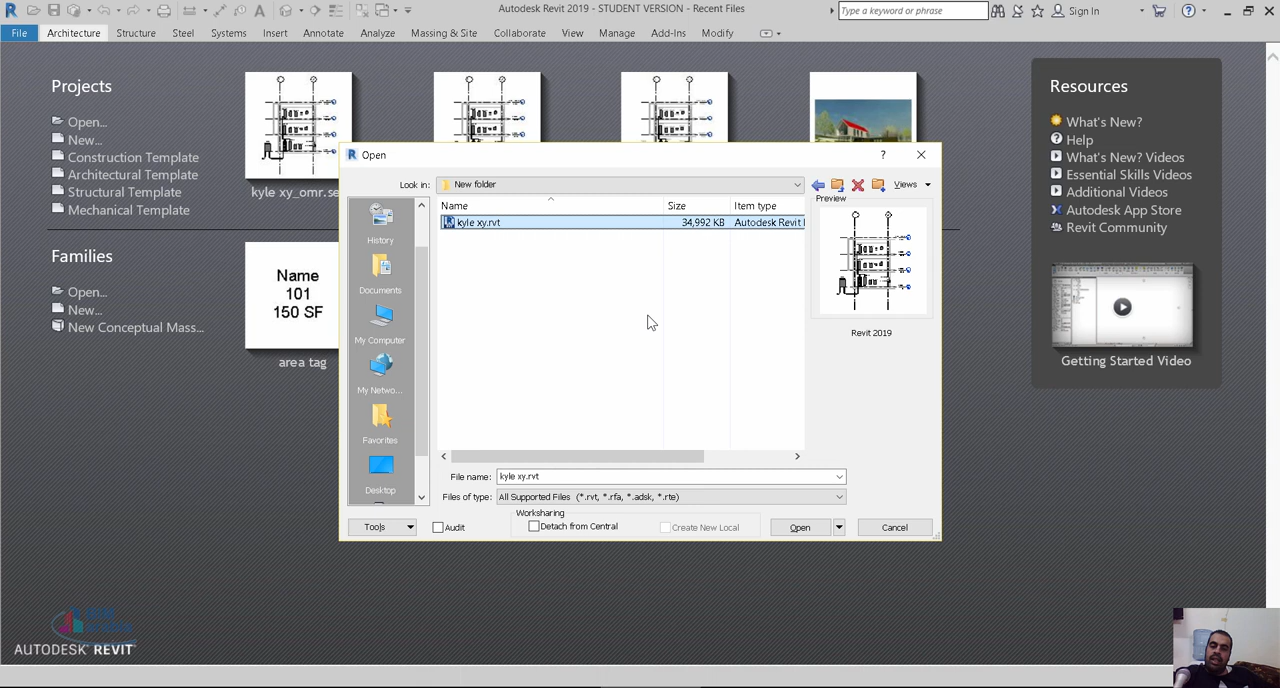 Autodesk Revit 2019 - STUDENT VERSION - Recent Files
Type a keyword or phrase
Sign In
File Architecture Structure Steel Systems Insert Annotate Analyze Massing & Site Collaborate View Manage Add-Ins Modify
Projects
Open...
New...
Construction Template
Architectural Template
Structural Template
Mechanical Template
kyle xy_omr.se
Families
Open...
New...
New Conceptual Mass...
Name
101
150 SF
area tag
Open
Look in:
New folder
Views
Name
Size
Item type
kyle xy.rvt
34,992 KB
Autodesk Revit
History
Documents
My Computer
My Netwo...
Favorites
Desktop
Preview
Revit 2019
File name:
kyle xy.rvt
Files of type:
All Supported Files (*.rvt, *.rfa, *.adsk, *.rte)
Worksharing
Tools
Audit
Detach from Central
Create New Local
Open
Cancel
Resources
What's New?
Help
What's New? Videos
Essential Skills Videos
Additional Videos
Autodesk App Store
Revit Community
Getting Started Video
AUTODESK® REVIT®